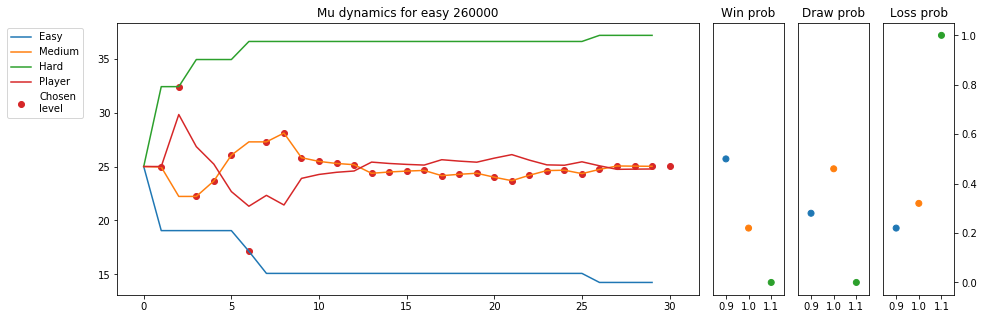 Mu dynamics for easy 260000
Win prob
Draw prob
Loss prob
Easy
Medium
Hard
Player
Chosen
level
35
30
25
20
15
0
5
10
15
20
25
30
0.9 1.0 1.1
0.9 1.0 1.1
0.9 1.0 1.1
1.0
0.8
0.6
0.4
0.2
0.0